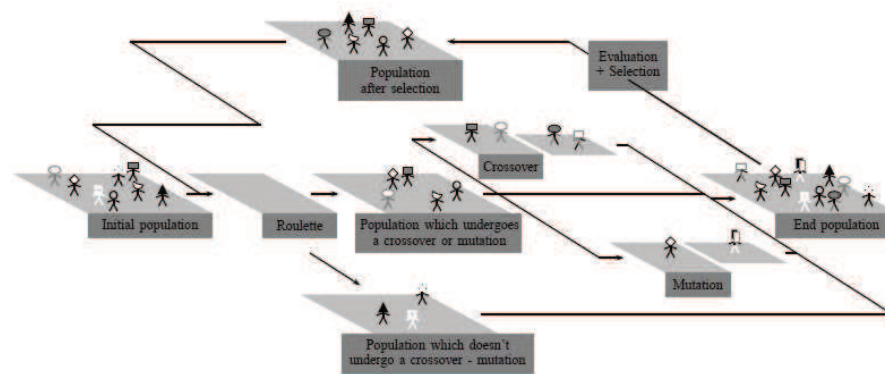 Population
after selection
Evaluation
+ Selection
Crossover
Initial population
Roulette
Population which undergoes
a crossover or mutation
End population
Mutation
Population which doesn't
undergo a crossover - mutation